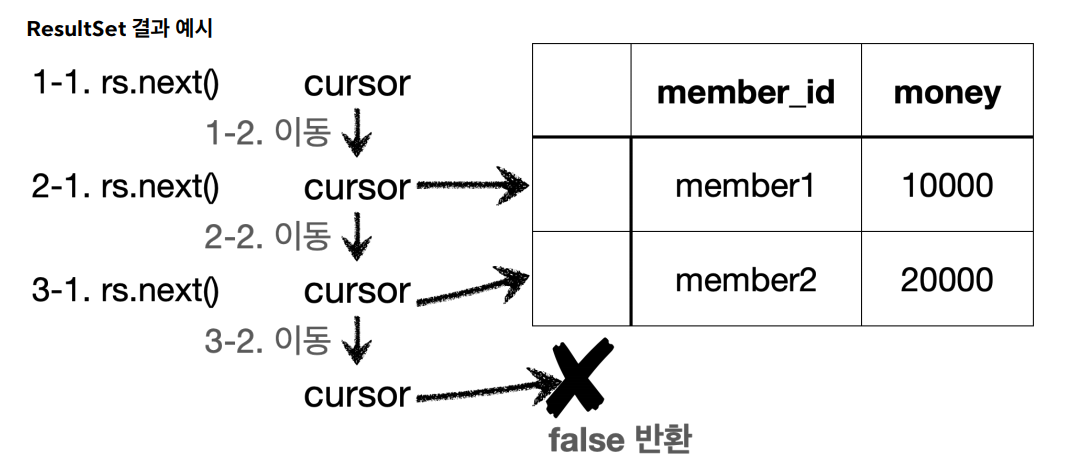 ResultSet 결과 예시
1-1. rs.next() cursor
1-2. 이동
2-1. rs.next() cursor
2-2. 이동
3-1. rs.next() cursor
3-2. 이동
cursor
member_id money
member1 10000
member2 20000
false 반환